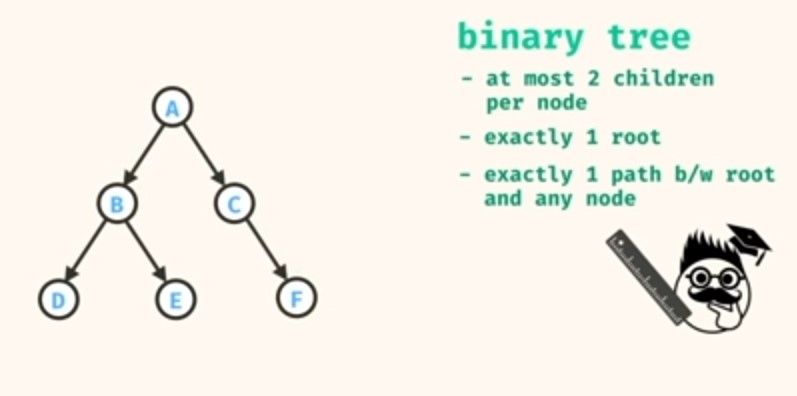 binary tree
- at most 2 children
per node
- exactly 1 root
- exactly 1 path b/w root
and any node
A
B
C
D
E
F